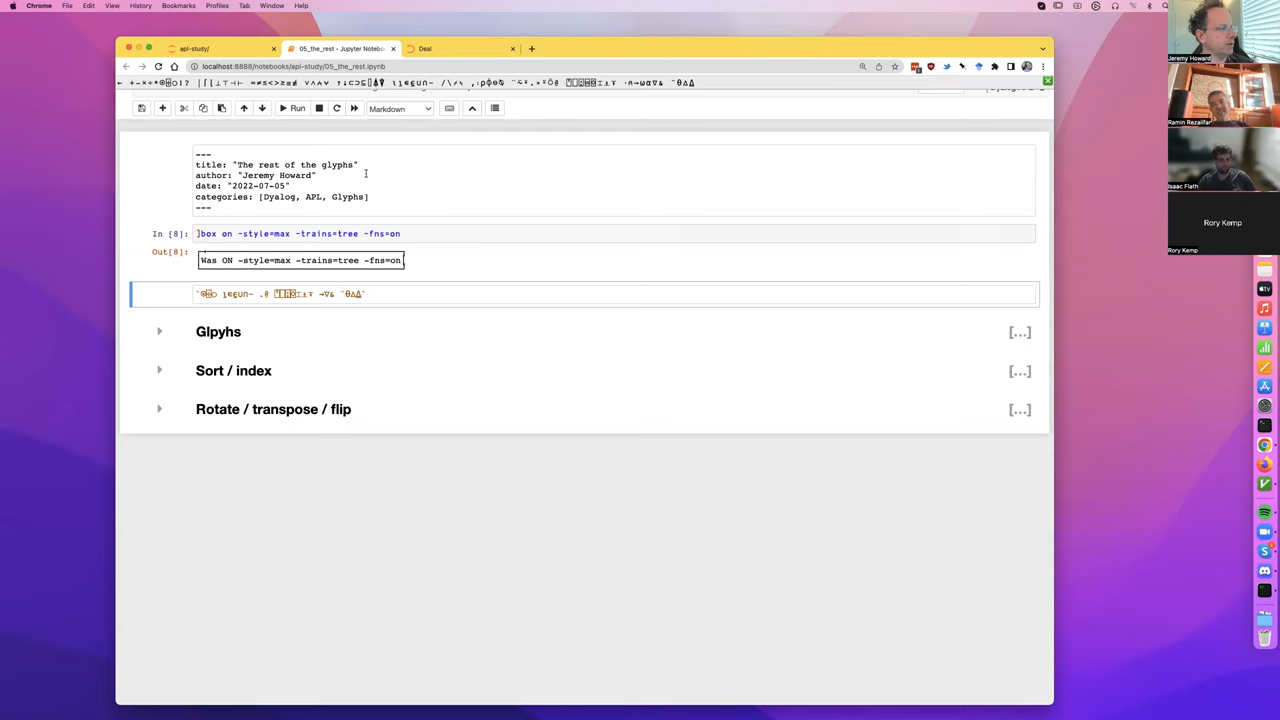 Chrome File Edit View History Bookmarks Profiles Tab Window Help
apl-study/
05_the_rest - Jupyter Noteboo
Deal
localhost:8888/notebooks/apl-study/05_the_rest.ipynb
Run
Markdown
---
title: "The rest of the glyphs"
author: "Jeremy Howard"
date: "2022-07-05"
categories: [Dyalog, APL, Glyphs]
---
In [8]: ]box on -style=max -trains=tree -fns=on
Out[8]:
Was ON -style=max -trains=tree -fns=on
Glpyhs
[...]
Sort / index
[...]
Rotate / transpose / flip
[...]
Jeremy Howard
Ramin Rezaiifar
Isaac Flath
Rory Kemp
Rory Kemp